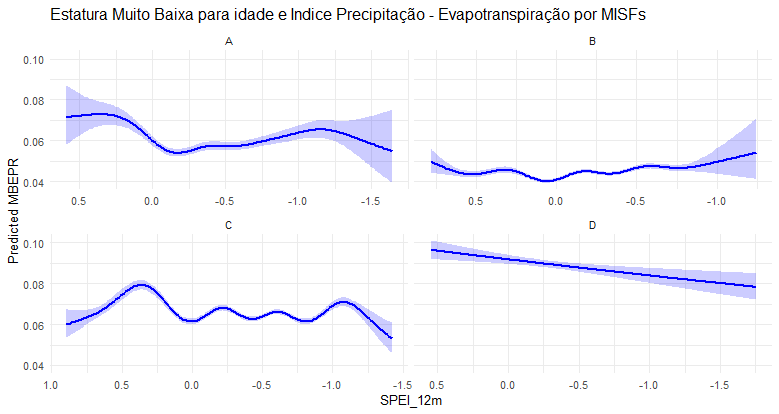 Estatura Muito Baixa para idade e Indice Precipitação - Evapotranspiração por MISFs
A B
0.10
0.08
0.06
0.04
0.5 0.0 -0.5 -1.0 -1.5 0.5 0.0 -0.5 -1.0
Predicted MBEPR
C D
0.10
0.08
0.06
0.04
1.0 0.5 0.0 -0.5 -1.0 -1.5 0.5 0.0 -0.5 -1.0 -1.5
SPEI_12m